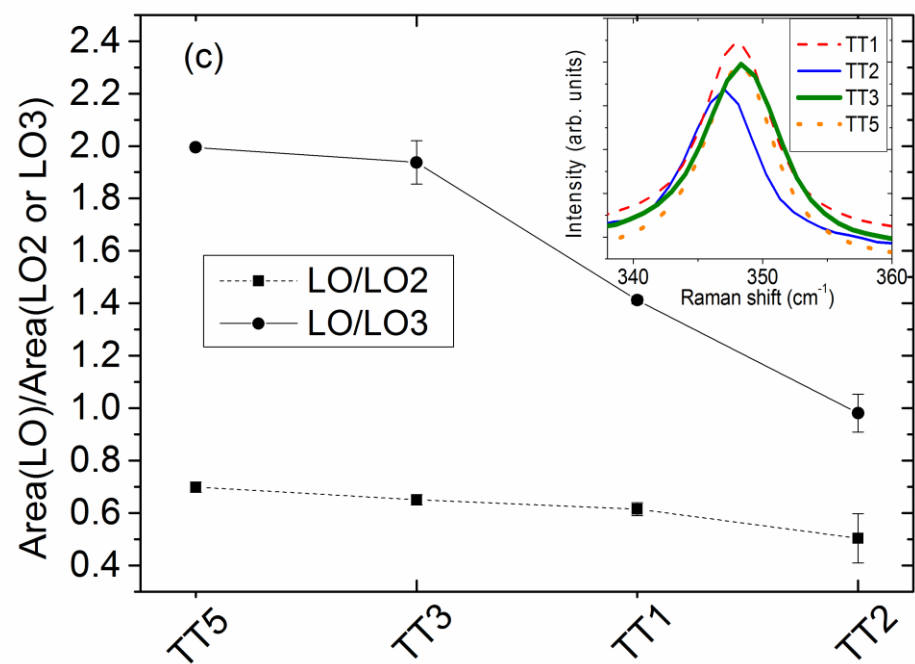 (c)
Area(LO)/Area(LO2 or LO3)
2.4
2.2
2.0
1.8
1.6
1.4
1.2
1.0
0.8
0.6
0.4
LO/LO2
LO/LO3
TT5
TT3
TT1
TT2
Intensity (arb. units)
TT1
TT2
TT3
TT5
340
350
360
Raman shift (cm⁻¹)